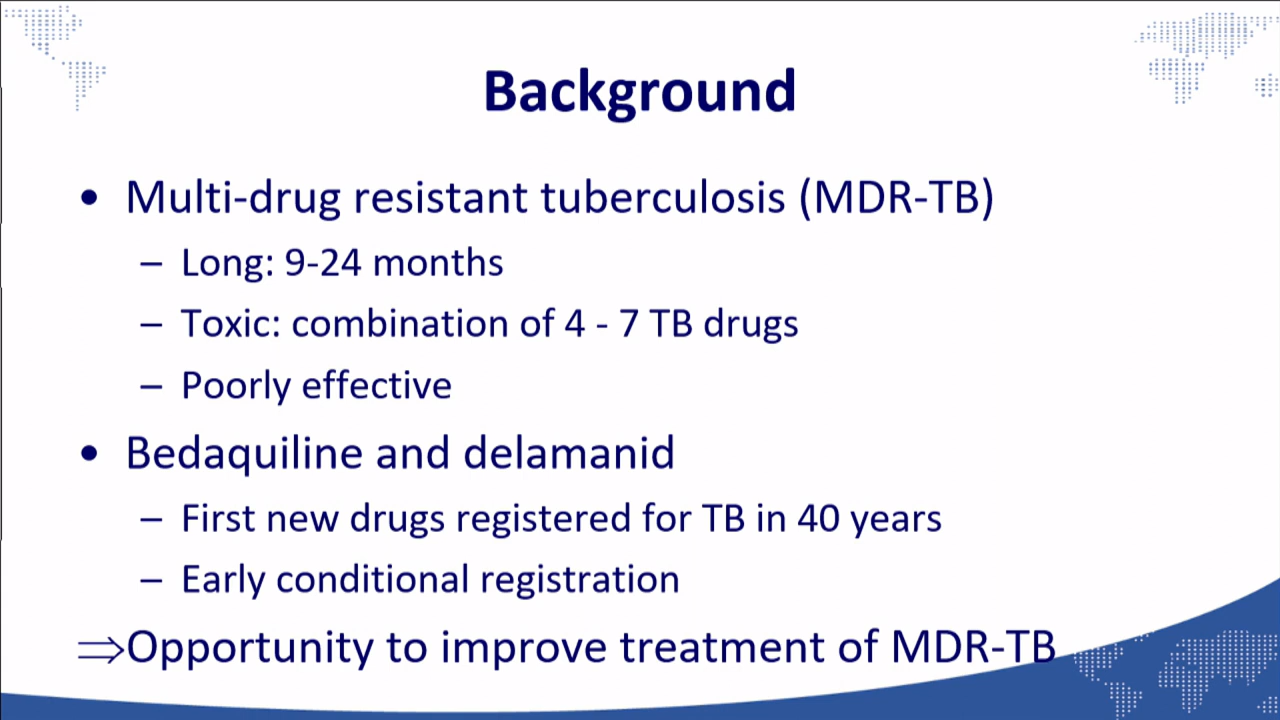 Background
• Multi-drug resistant tuberculosis (MDR-TB)
– Long: 9-24 months
– Toxic: combination of 4 - 7 TB drugs
– Poorly effective
• Bedaquiline and delamanid
– First new drugs registered for TB in 40 years
– Early conditional registration
⇒Opportunity to improve treatment of MDR-TB